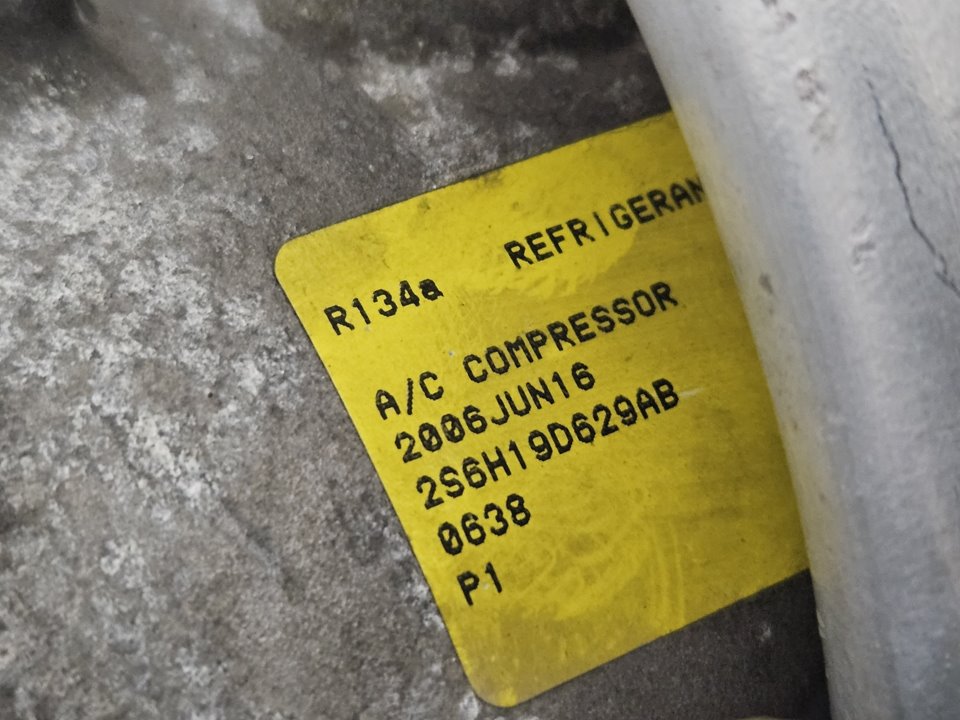 R134a REFRIGERAN
A/C COMPRESSOR
2006JUN16
2S6H19D629AB
0638
P1